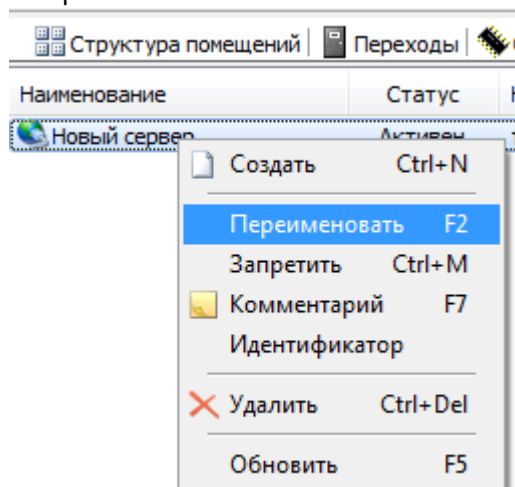 Структура помещений Переходы
Наименование Статус
Новый сервер Активен
Создать Ctrl+N
Переименовать F2
Запретить Ctrl+M
Комментарий F7
Идентификатор
Удалить Ctrl+Del
Обновить F5